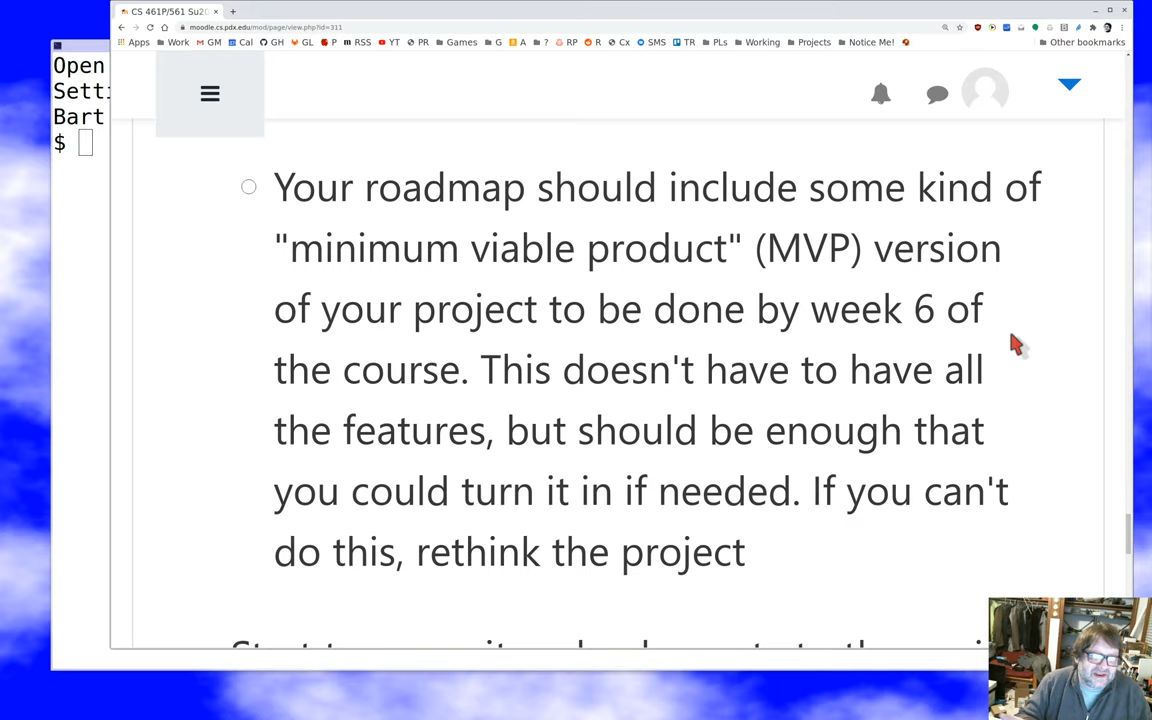 CS 461P/561 Su20
moodle.cs.pdx.edu/mod/page/view.php?id=311
Apps Work GM Cal GH GL P RSS YT PR Games G A ? RP R Cx SMS TR PLs Working Projects Notice Me! Other bookmarks
Open
Setti
Bart
$
Your roadmap should include some kind of
"minimum viable product" (MVP) version
of your project to be done by week 6 of
the course. This doesn't have to have all
the features, but should be enough that
you could turn it in if needed. If you can't
do this, rethink the project